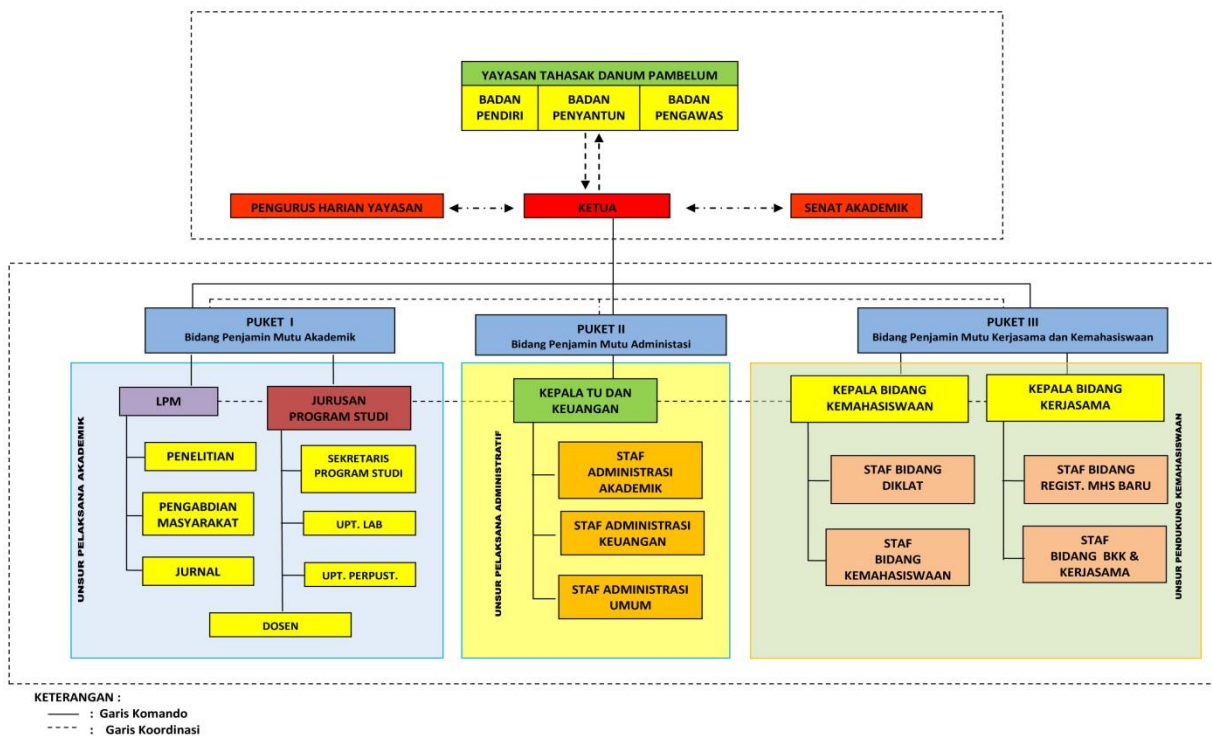 YAYASAN TAHASAK DANUM PAMBELUM
BADAN
PENDIRI
BADAN
PENYANTUN
BADAN
PENGAWAS
PENGURUS HARIAN YAYASAN
KETUA
SENAT AKADEMIK
PUKET I
Bidang Penjamin Mutu Akademik
PUKET II
Bidang Penjamin Mutu Administasi
PUKET III
Bidang Penjamin Mutu Kerjasama dan Kemahasiswaan
UNSUR PELAKSANA AKADEMIK
LPM
PENELITIAN
PENGABDIAN
MASYARAKAT
JURNAL
JURUSAN
PROGRAM STUDI
SEKRETARIS
PROGRAM STUDI
UPT. LAB
UPT. PERPUST.
DOSEN
UNSUR PELAKSANA ADMINISTRATIF
KEPALA TU DAN
KEUANGAN
STAF
ADMINISTRASI
AKADEMIK
STAF ADMINISTRASI
KEUANGAN
STAF ADMINISTRASI
UMUM
KEPALA BIDANG
KEMAHASISWAAN
STAF BIDANG
DIKLAT
STAF
BIDANG
KEMAHASISWAAN
KEPALA BIDANG
KERJASAMA
STAF BIDANG
REGIST. MHS BARU
STAF
BIDANG BKK &
KERJASAMA
UNSUR PENDUKUNG KEMAHASISWAAN
KETERANGAN :
: Garis Komando
: Garis Koordinasi